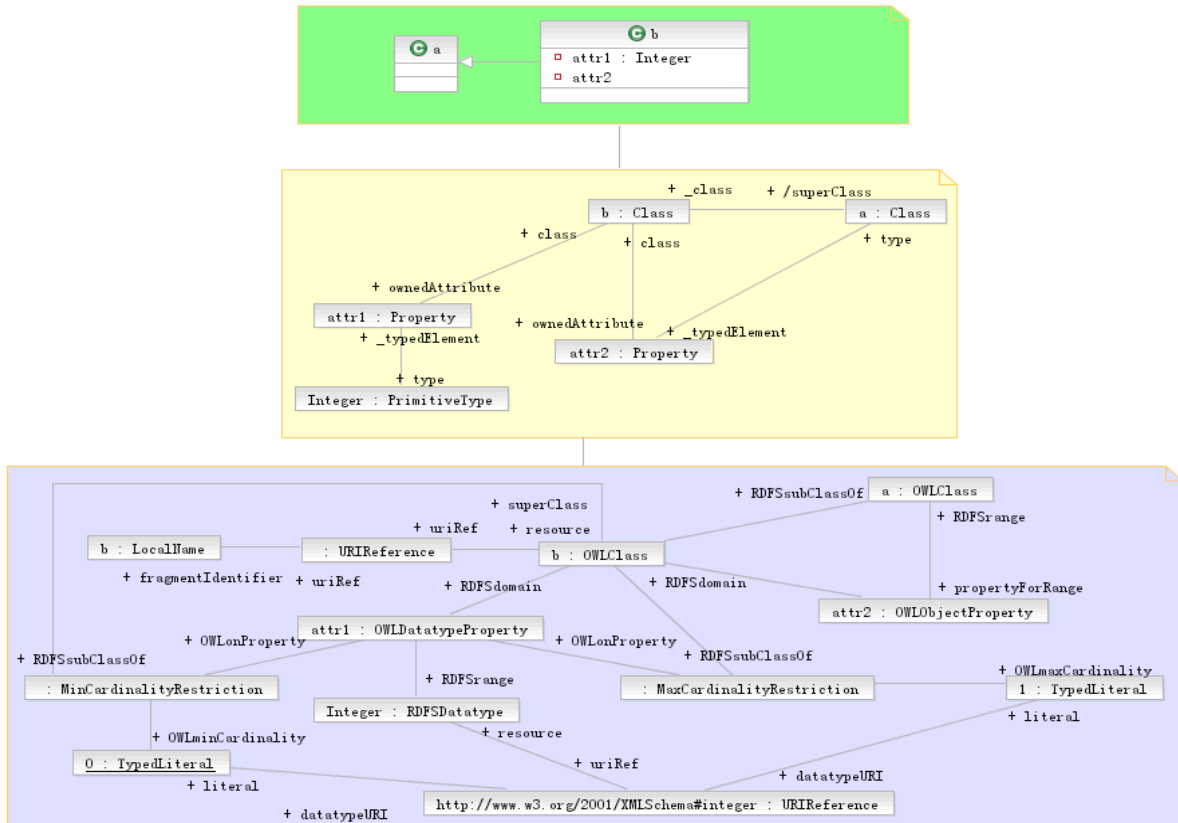 C a
C b
attr1 : Integer
attr2
+ _class
+ /superClass
b : Class
a : Class
+ class
+ class
+ type
+ ownedAttribute
attr1 : Property
+ ownedAttribute
+ _typedElement
+ _typedElement
attr2 : Property
+ type
Integer : PrimitiveType
+ RDFSsubClassOf
a : OWLClass
+ superClass
+ RDFSrange
+ uriRef
+ resource
b : LocalName
: URIReference
b : OWLClass
+ fragmentIdentifier
+ uriRef
+ RDFSdomain
+ RDFSdomain
+ propertyForRange
attr2 : OWLObjectProperty
attr1 : OWLDatatypeProperty
+ OWLonProperty
+ OWLonProperty
+ RDFSsubClassOf
+ RDFSsubClassOf
+ OWLmaxCardinality
: MinCardinalityRestriction
+ RDFSrange
: MaxCardinalityRestriction
1 : TypedLiteral
Integer : RDFSDatatype
+ literal
+ OWLminCardinality
+ resource
0 : TypedLiteral
+ uriRef
+ datatypeURI
+ literal
http://www.w3.org/2001/XMLSchema#integer : URIReference
+ datatypeURI